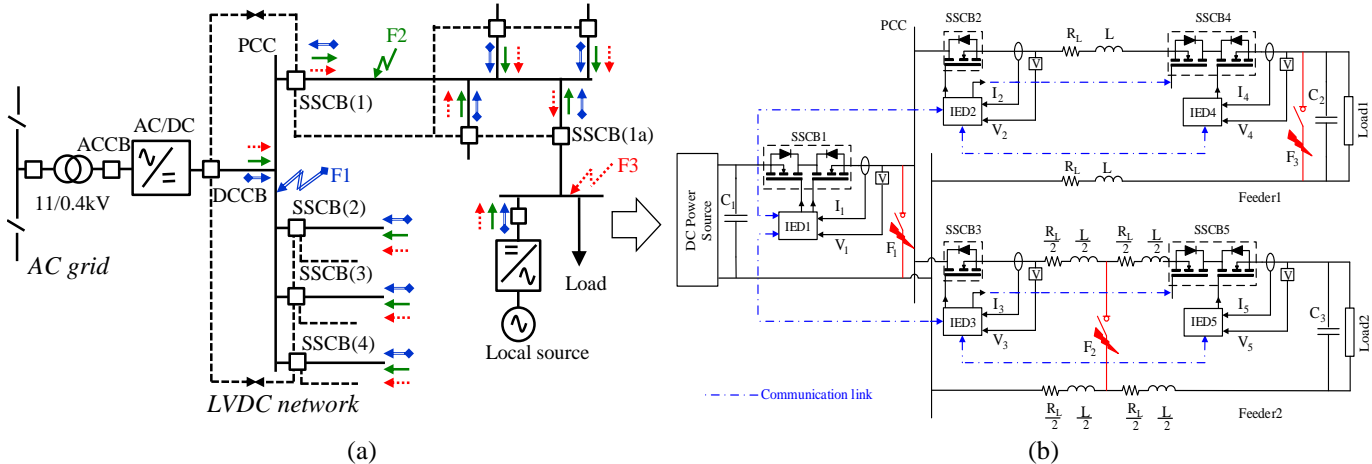 PCC
F2
SSCB(1)
AC/DC
ACCB
SSCB(1a)
DCCB
F1
F3
11/0.4kV
SSCB(2)
AC grid
SSCB(3)
Load
SSCB(4)
Local source
LVDC network
(a)
PCC
SSCB2
SSCB4
R_L
L
V
V
I_2
I_4
C_2
Load1
IED2
IED4
V_2
V_4
F_3
SSCB1
DC Power
Source
C_1
V
R_L
L
I_1
Feeder1
IED1
V_1
F_1
SSCB3
R_L/2
L/2
R_L/2
L/2
SSCB5
V
V
I_3
I_5
C_3
Load2
IED3
IED5
V_3
F_2
V_5
Communication link
R_L/2
L/2
R_L/2
L/2
Feeder2
(b)